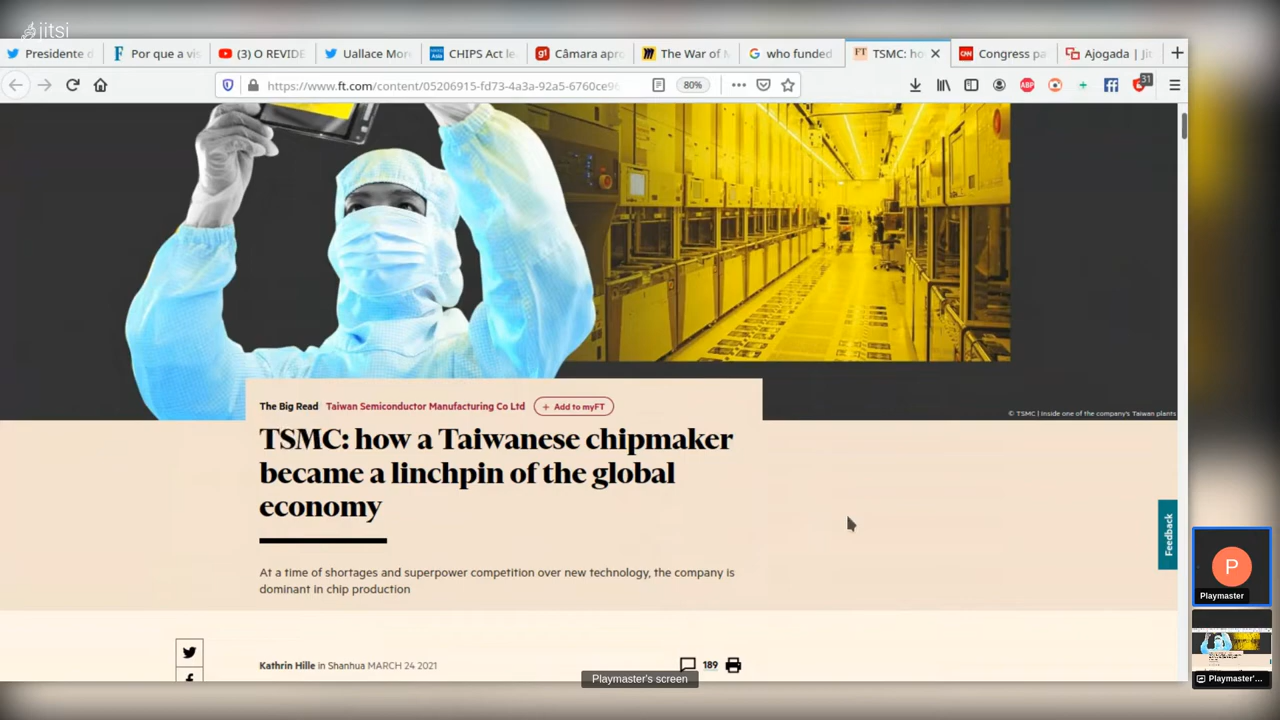 jitsi
Presidente d
Por que a vis
(3) O REVIDE
Uallace Mor
CHIPS Act le
Câmara apro
The War of M
who funded
TSMC: ho
Congress pa
Ajogada | Jit
https://www.ft.com/content/05206915-fd73-4a3a-92a5-6760ce9
80%
ABP
31
© TSMC | Inside one of the company's Taiwan plants
The Big Read Taiwan Semiconductor Manufacturing Co Ltd + Add to myFT
TSMC: how a Taiwanese chipmaker
became a linchpin of the global
economy
At a time of shortages and superpower competition over new technology, the company is
dominant in chip production
Feedback
Kathrin Hille in Shanhua MARCH 24 2021
189
Playmaster's screen
P
Playmaster
Playmaster'...